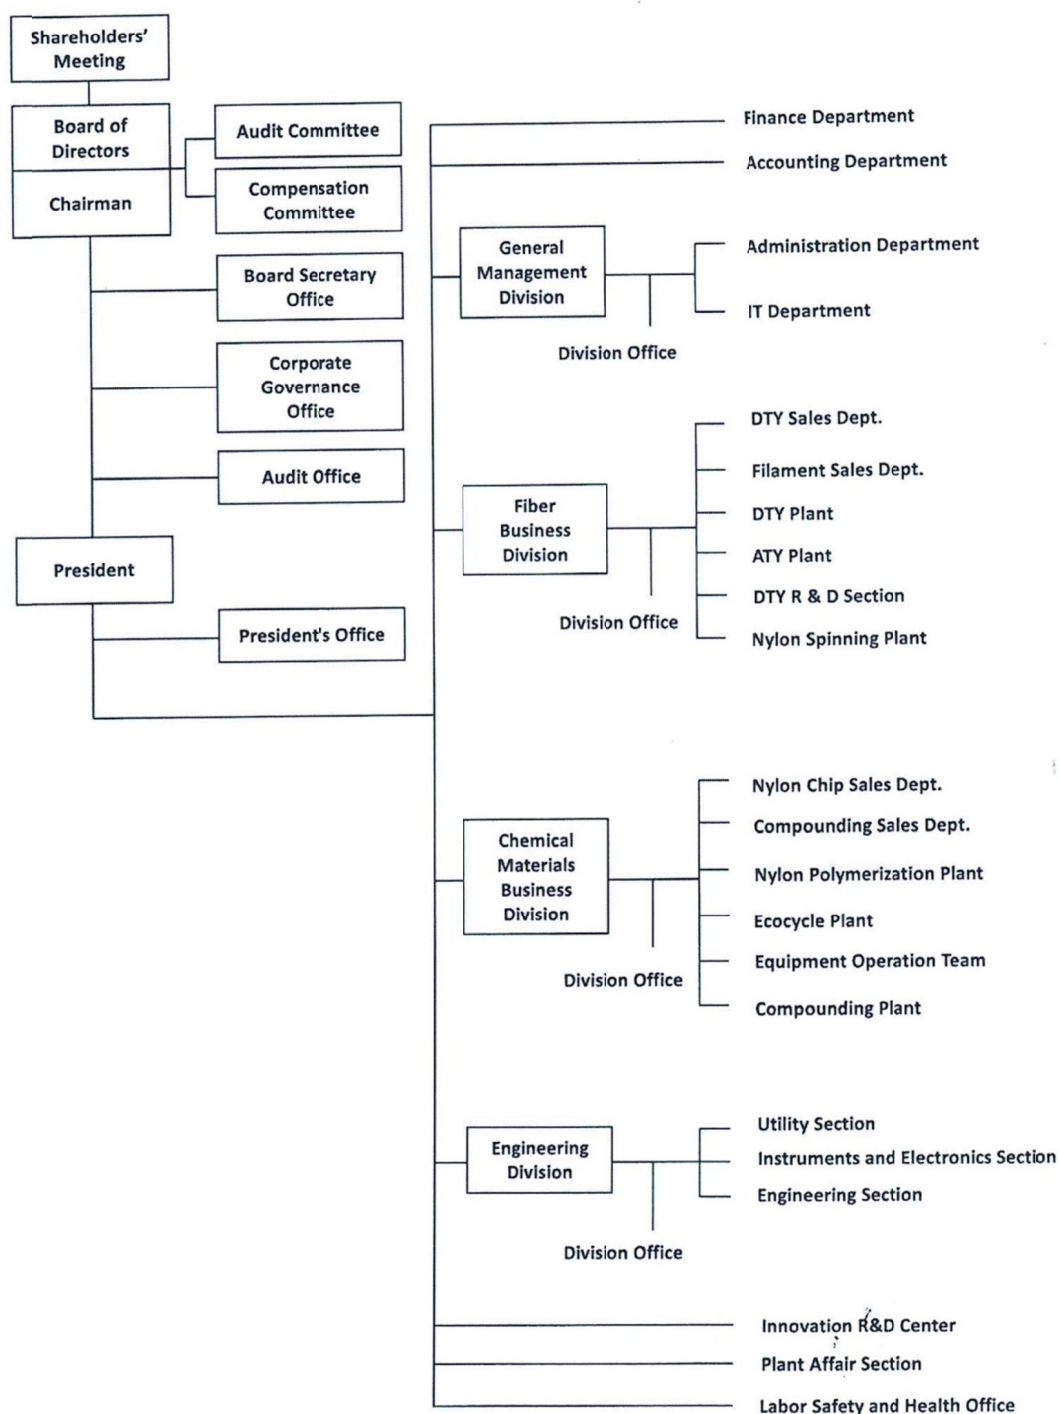 Shareholders'
Meeting
Board of
Directors
Chairman
Audit Committee
Compensation
Committee
Board Secretary
Office
Corporate
Governance
Office
Audit Office
President
President's Office
Finance Department
Accounting Department
General
Management
Division
Division Office
Administration Department
IT Department
Fiber
Business
Division
Division Office
DTY Sales Dept.
Filament Sales Dept.
DTY Plant
ATY Plant
DTY R & D Section
Nylon Spinning Plant
Chemical
Materials
Business
Division
Division Office
Nylon Chip Sales Dept.
Compounding Sales Dept.
Nylon Polymerization Plant
Ecocycle Plant
Equipment Operation Team
Compounding Plant
Engineering
Division
Division Office
Utility Section
Instruments and Electronics Section
Engineering Section
Innovation R&D Center
Plant Affair Section
Labor Safety and Health Office